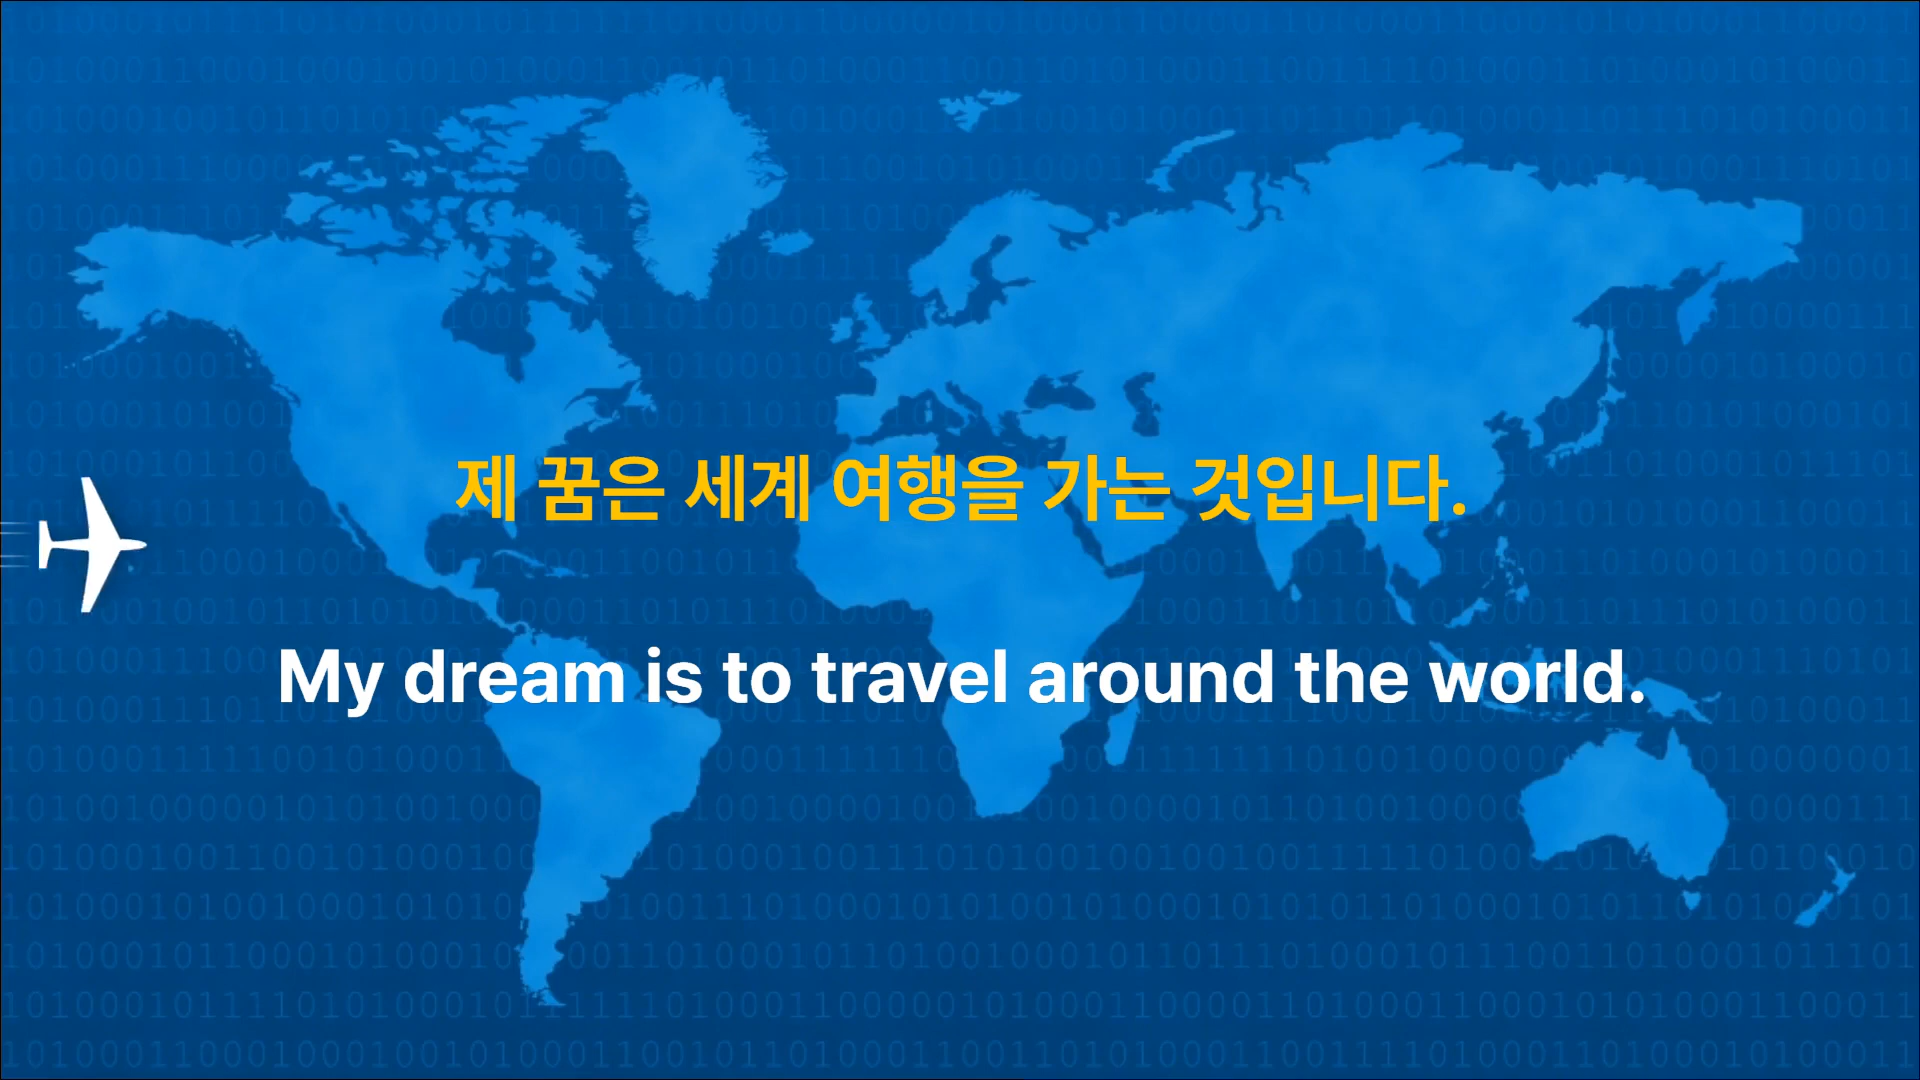 제 꿈은 세계 여행을 가는 것입니다.
My dream is to travel around the world.